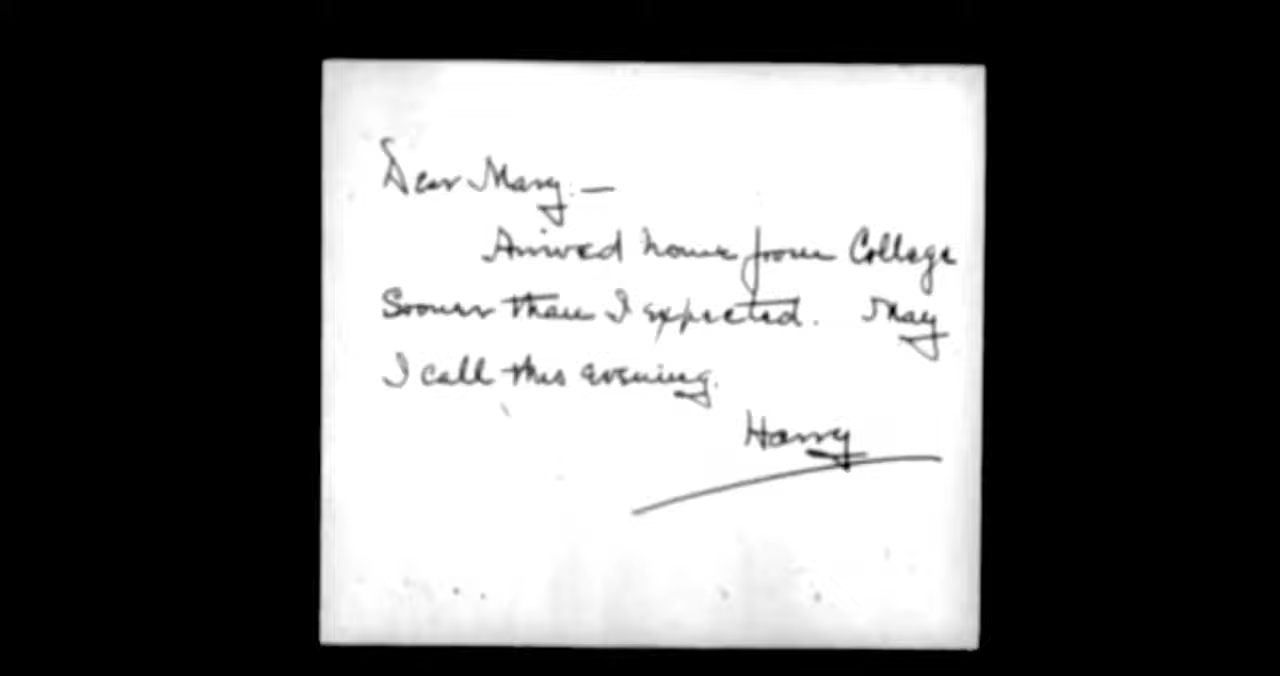 Dear Mary. —
Arrived home from College
Sooner than I expected. May
I call this evening.
Harry